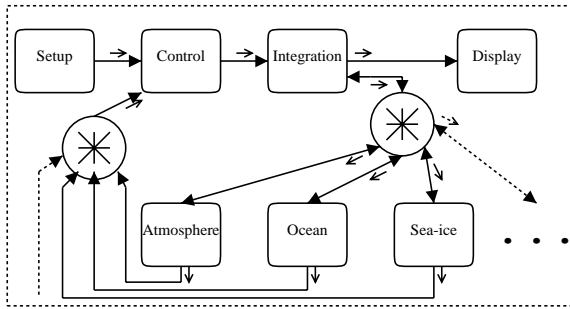 Setup
Control
Integration
Display
Atmosphere
Ocean
Sea-ice